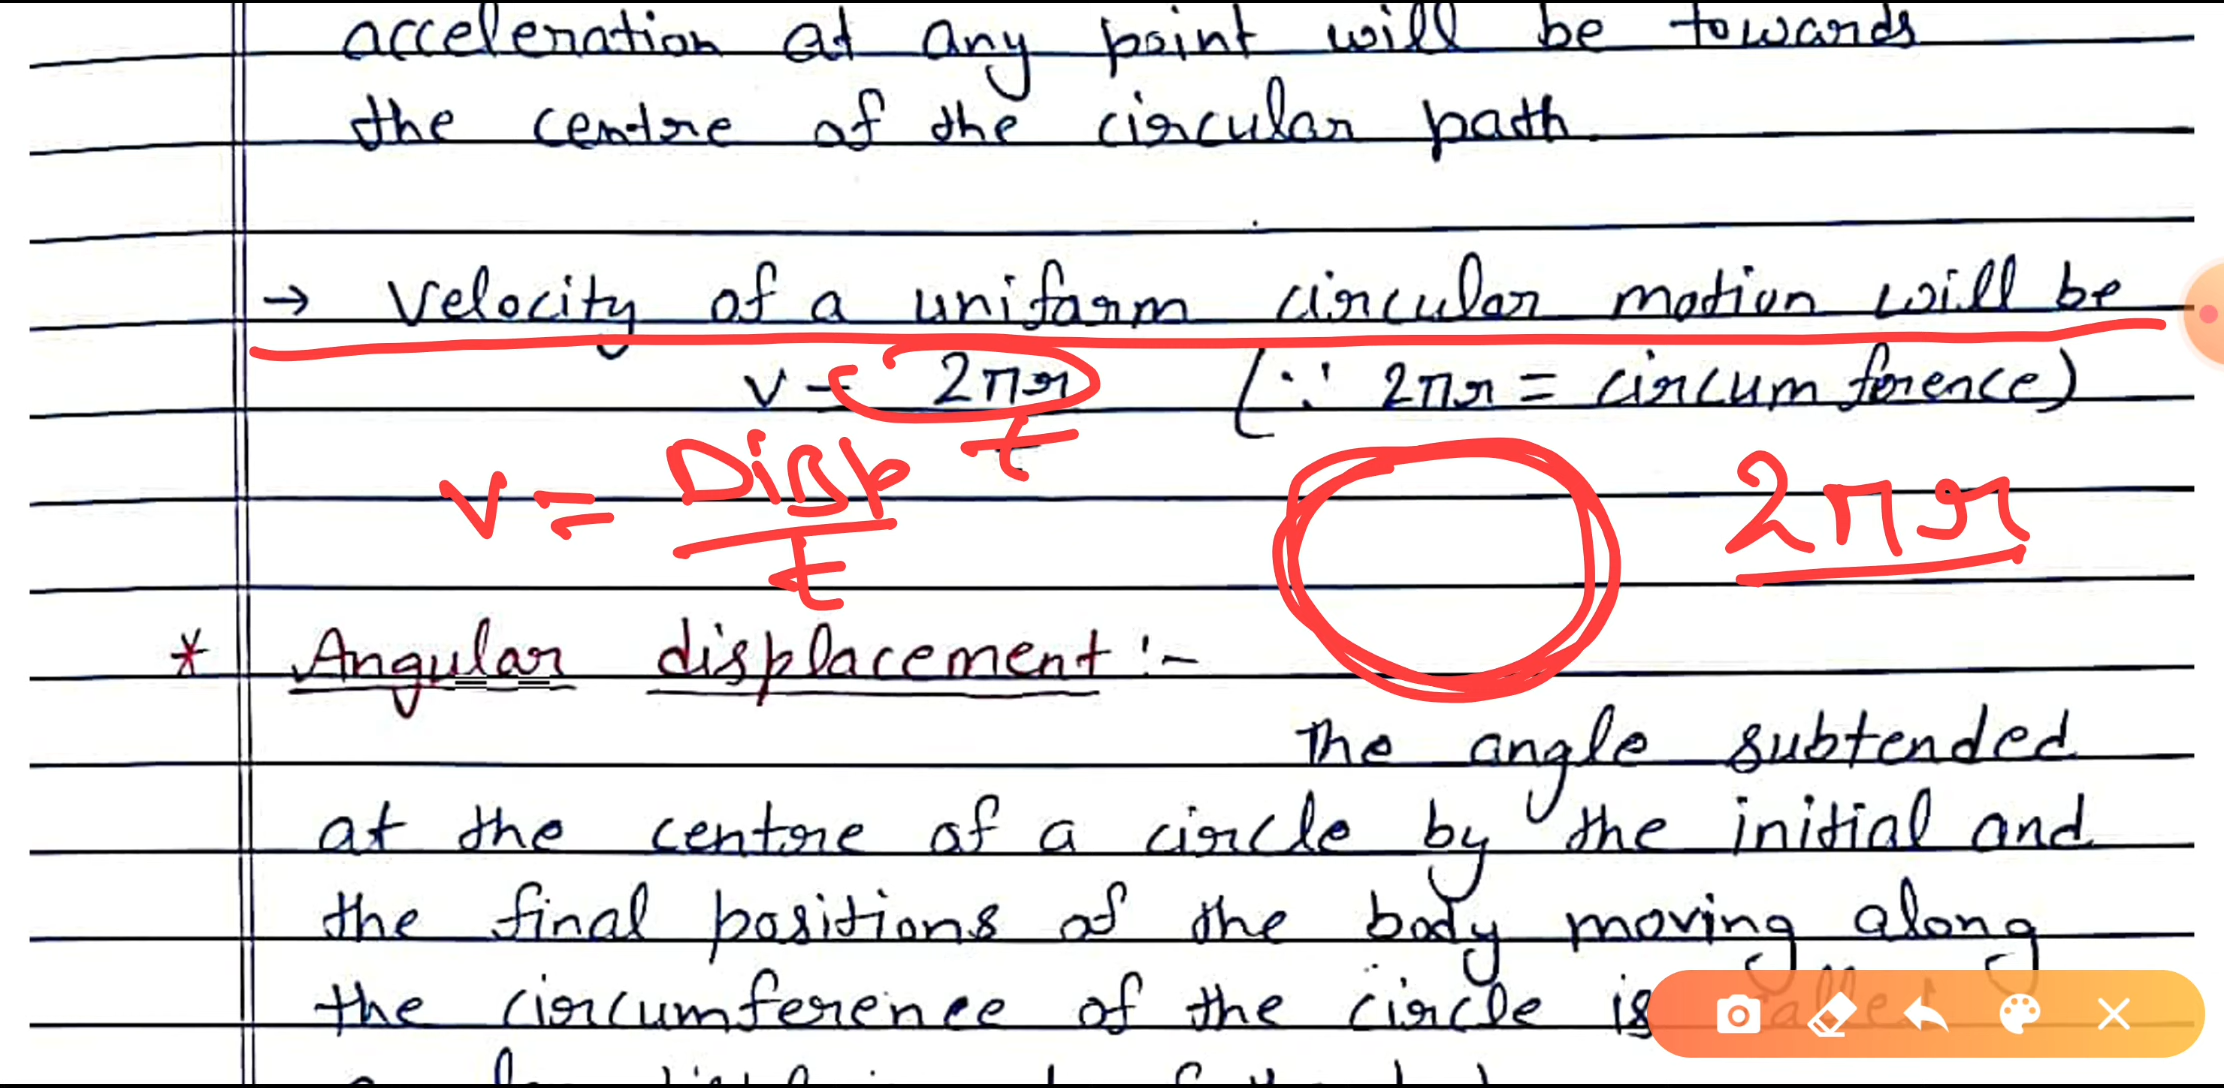 acceleration at any point will be towards
the centre of the circular path.
→ Velocity of a uniform circular motion will be
v = 2πr (∵ 2πr = circumference)
t
v = Disp 2πr
t
* Angular displacement :-
The angle subtended
at the centre of a circle by the initial and
the final positions of the body moving along
the circumference of the circle is